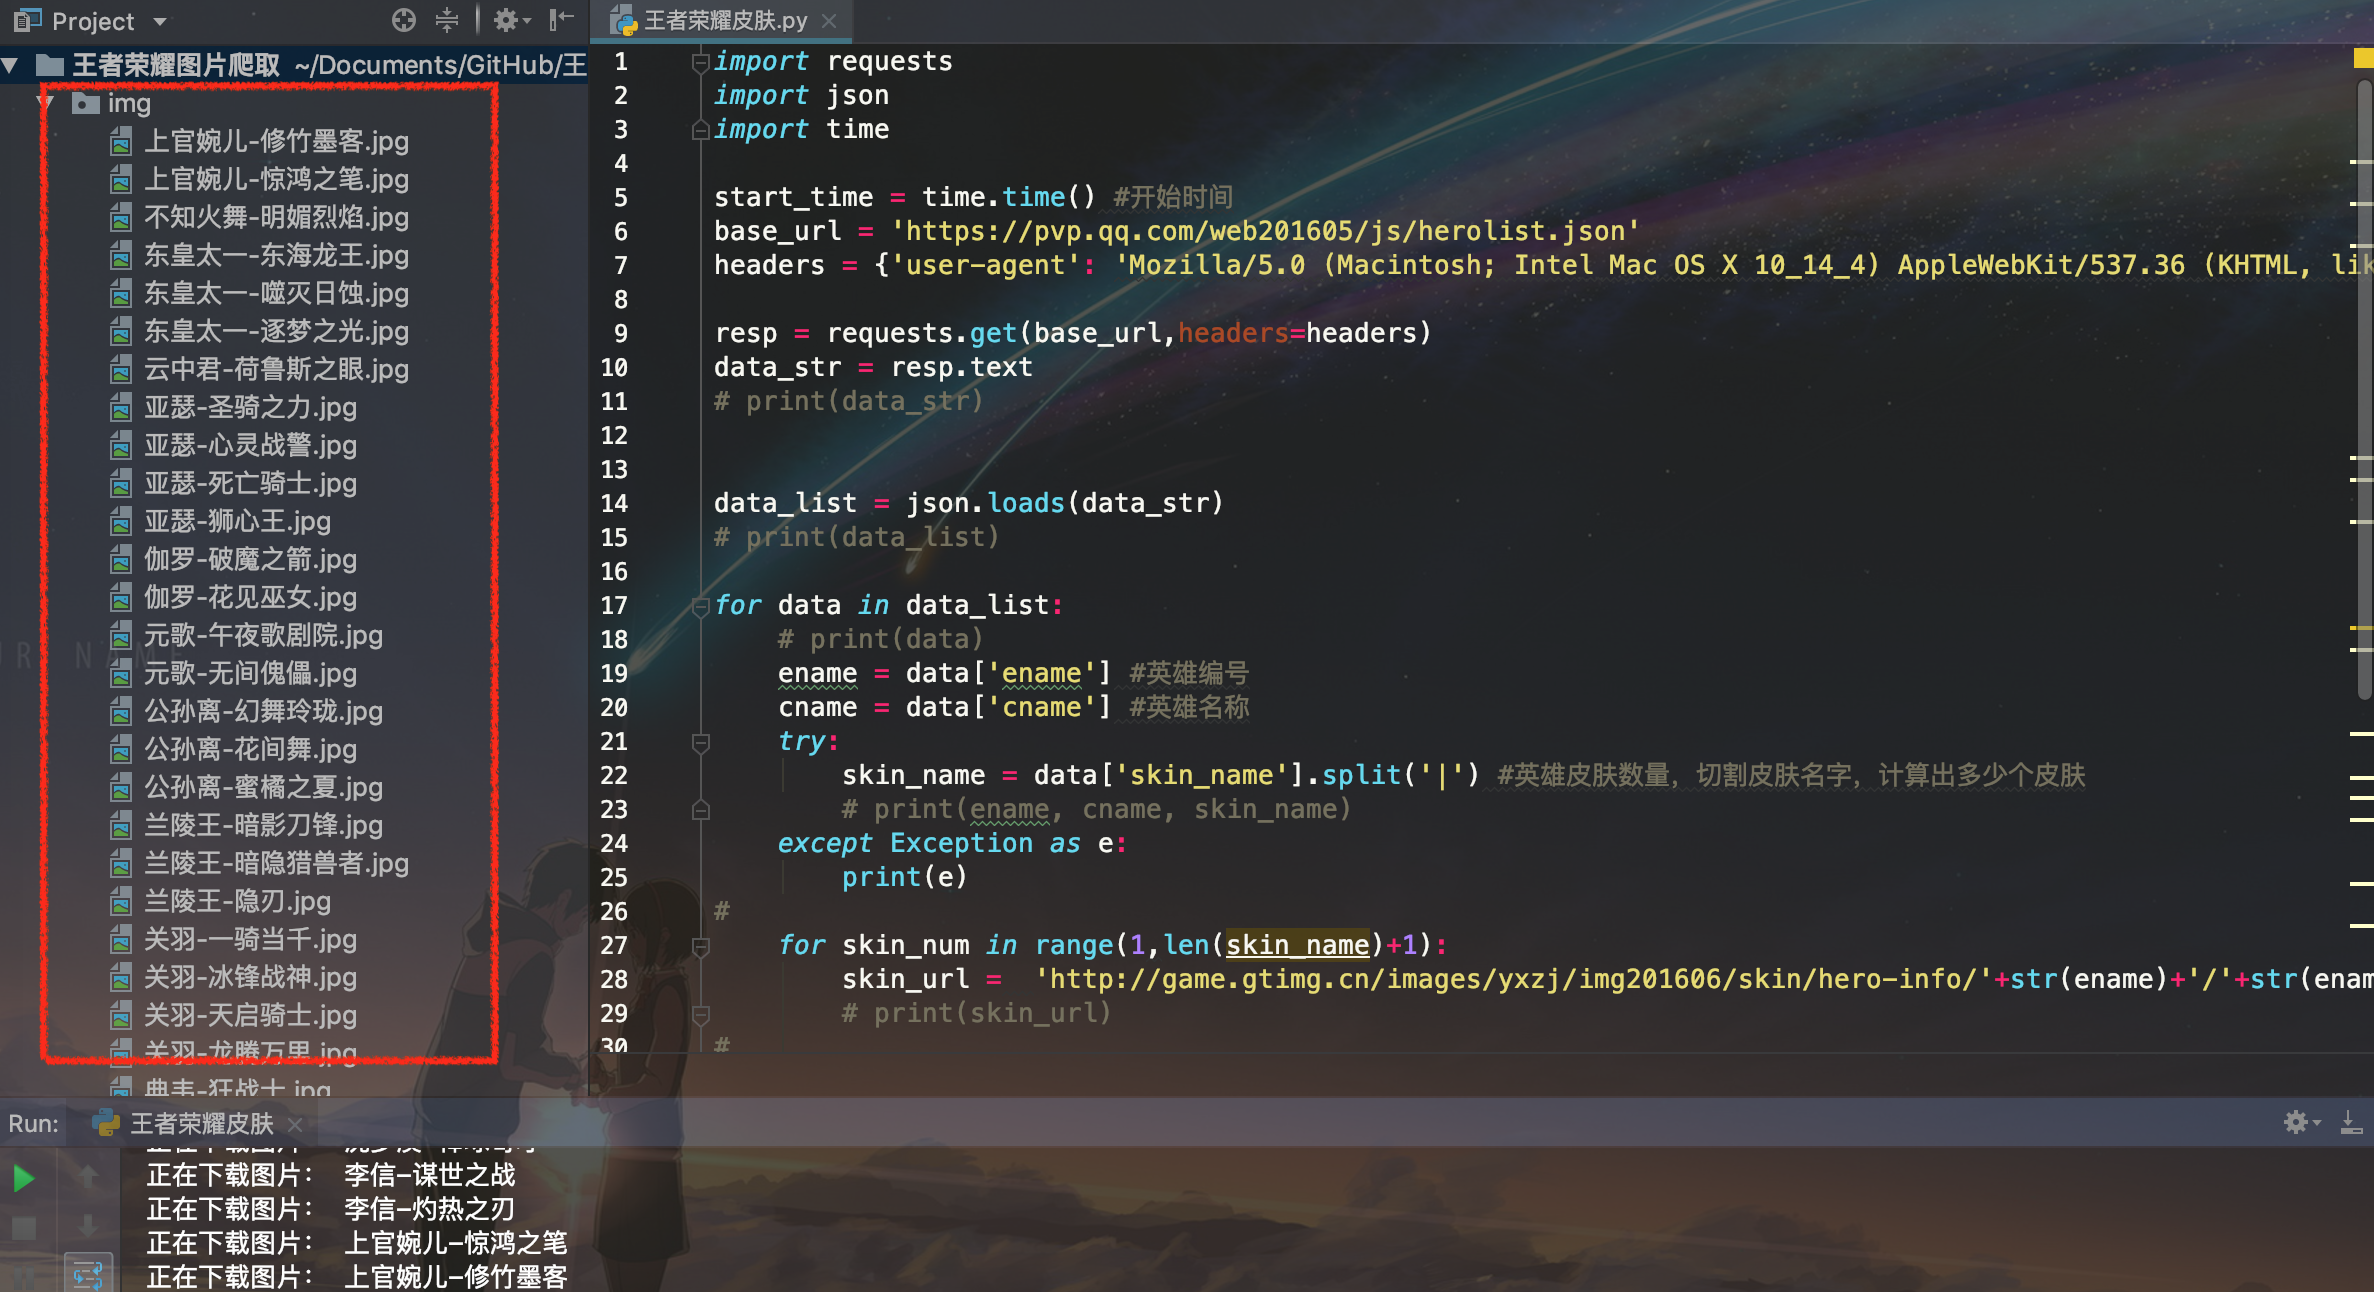 Project
王者荣耀皮肤.py
王者荣耀图片爬取 ~/Documents/GitHub/王
img
上官婉儿-修竹墨客.jpg
上官婉儿-惊鸿之笔.jpg
不知火舞-明媚烈焰.jpg
东皇太一-东海龙王.jpg
东皇太一-噬灭日蚀.jpg
东皇太一-逐梦之光.jpg
云中君-荷鲁斯之眼.jpg
亚瑟-圣骑之力.jpg
亚瑟-心灵战警.jpg
亚瑟-死亡骑士.jpg
亚瑟-狮心王.jpg
伽罗-破魔之箭.jpg
伽罗-花见巫女.jpg
元歌-午夜歌剧院.jpg
元歌-无间傀儡.jpg
公孙离-幻舞玲珑.jpg
公孙离-花间舞.jpg
公孙离-蜜橘之夏.jpg
兰陵王-暗影刀锋.jpg
兰陵王-暗隐猎兽者.jpg
兰陵王-隐刃.jpg
关羽-一骑当千.jpg
关羽-冰锋战神.jpg
关羽-天启骑士.jpg
关羽-龙腾万里.jpg
典韦-狂战士.jpg
1 import requests
2 import json
3 import time
4
5 start_time = time.time() #开始时间
6 base_url = 'https://pvp.qq.com/web201605/js/herolist.json'
7 headers = {'user-agent': 'Mozilla/5.0 (Macintosh; Intel Mac OS X 10_14_4) AppleWebKit/537.36 (KHTML, lik
8
9 resp = requests.get(base_url,headers=headers)
10 data_str = resp.text
11 # print(data_str)
12
13
14 data_list = json.loads(data_str)
15 # print(data_list)
16
17 for data in data_list:
18 # print(data)
19 ename = data['ename'] #英雄编号
20 cname = data['cname'] #英雄名称
21 try:
22 skin_name = data['skin_name'].split('|') #英雄皮肤数量，切割皮肤名字，计算出多少个皮肤
23 # print(ename, cname, skin_name)
24 except Exception as e:
25 print(e)
26 #
27 for skin_num in range(1,len(skin_name)+1):
28 skin_url = 'http://game.gtimg.cn/images/yxzj/img201606/skin/hero-info/'+str(ename)+'/'+str(enam
29 # print(skin_url)
30 #
Run: 王者荣耀皮肤
正在下载图片： 李信-谋世之战
正在下载图片： 李信-灼热之刃
正在下载图片： 上官婉儿-惊鸿之笔
正在下载图片： 上官婉儿-修竹墨客